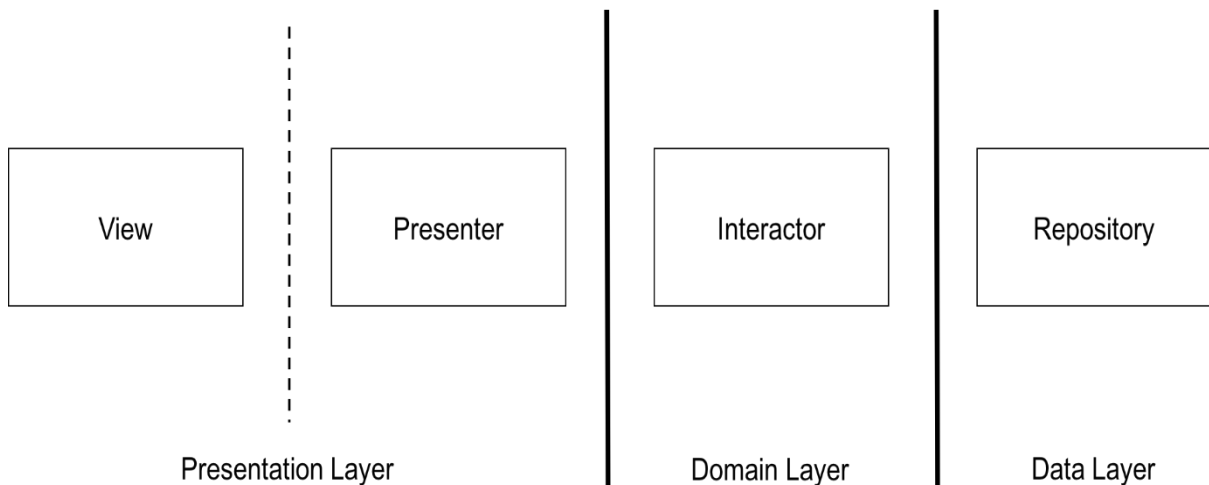 View
Presenter
Interactor
Repository
Presentation Layer
Domain Layer
Data Layer